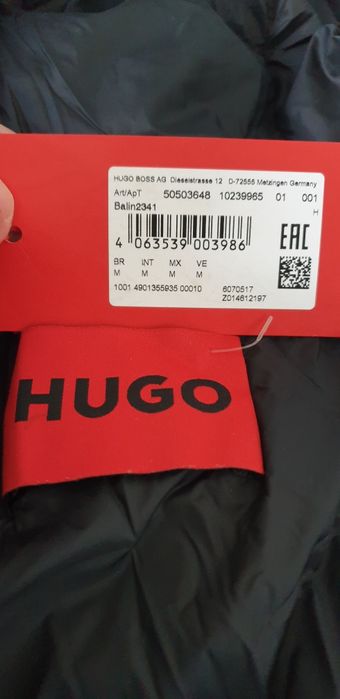 HUGO BOSS AG Dieselstrasse 12 D-72555 Metzingen Germany
Art/ApT 50503648 10239965 01 001
Balin2341 H
4 063539 003986
EAC
BR INT MX VE
M M M M
1001 4901355935 00010 6070517
Z014612197
HUGO